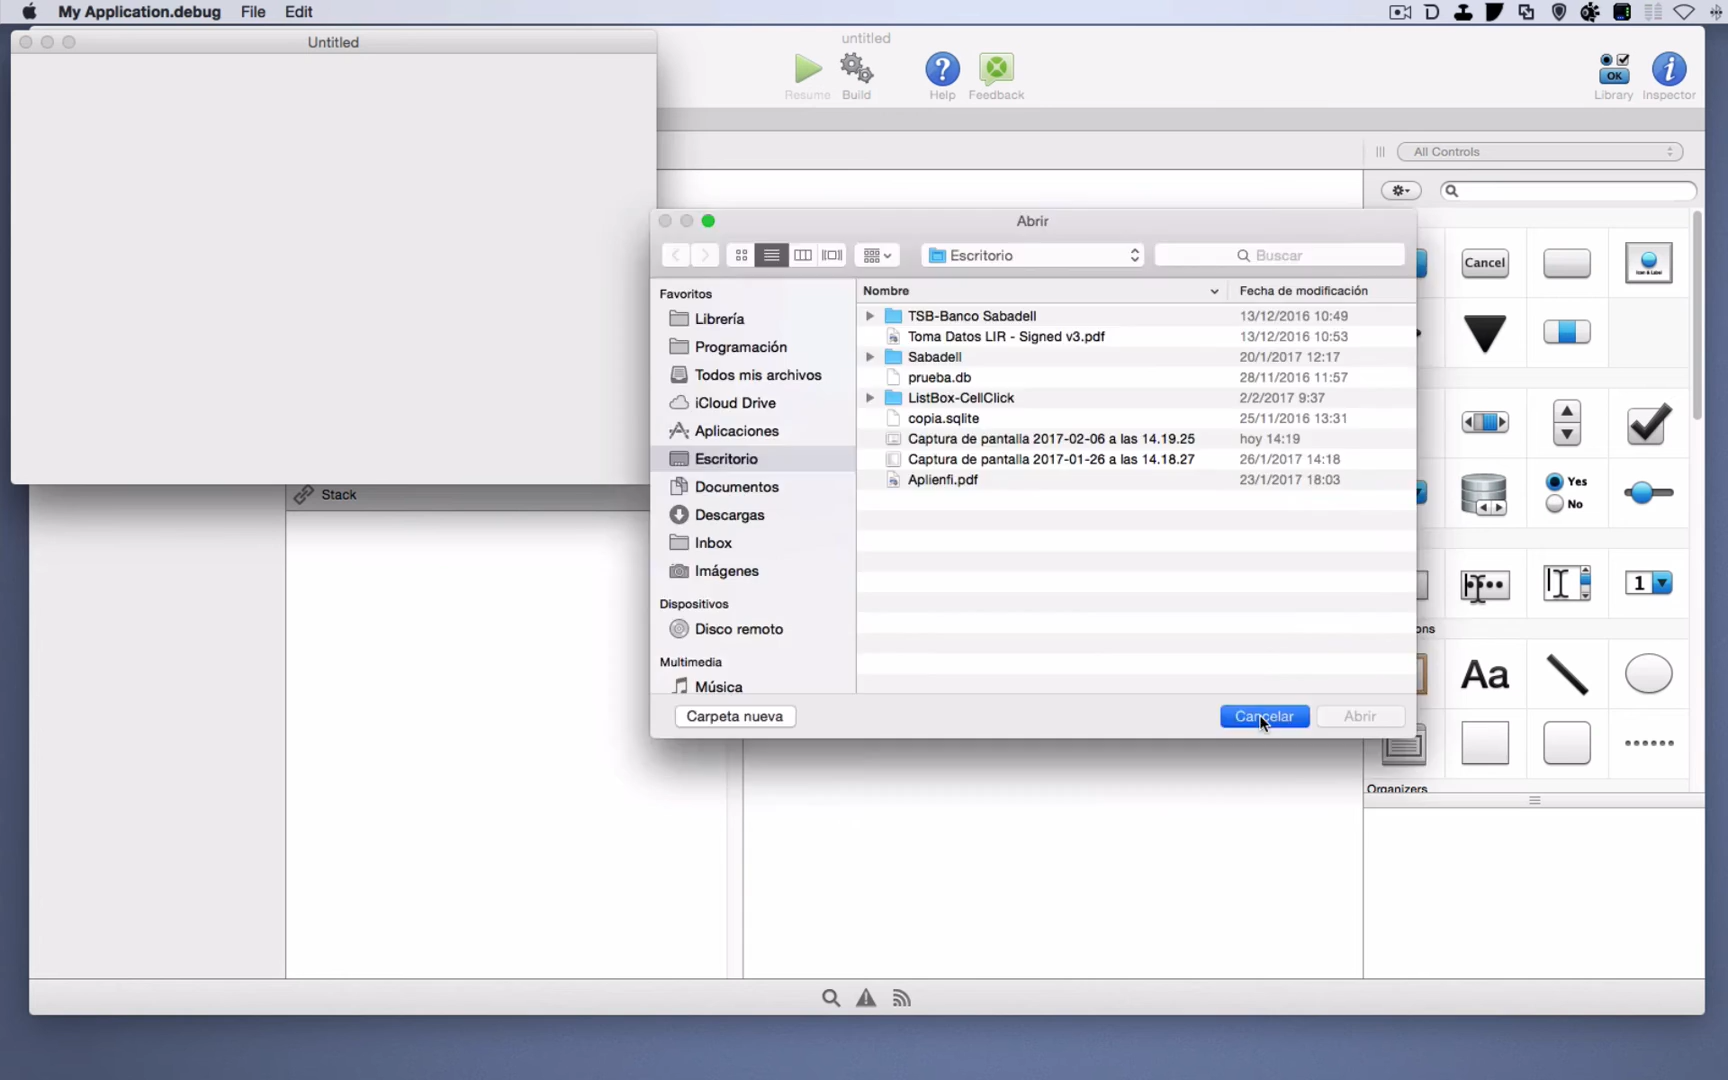 My Application.debug File Edit
Untitled
untitled
Resume Build Help Feedback
OK
Library Inspector
All Controls
Abrir
Escritorio
Buscar
Favoritos
Librería
Programación
Todos mis archivos
iCloud Drive
Aplicaciones
Escritorio
Documentos
Descargas
Inbox
Imágenes
Dispositivos
Disco remoto
Multimedia
Música
Nombre Fecha de modificación
TSB-Banco Sabadell 13/12/2016 10:49
Toma Datos LIR - Signed v3.pdf 13/12/2016 10:53
Sabadell 20/1/2017 12:17
prueba.db 28/11/2016 11:57
ListBox-CellClick 2/2/2017 9:37
copia.sqlite 25/11/2016 13:31
Captura de pantalla 2017-02-06 a las 14.19.25 hoy 14:19
Captura de pantalla 2017-01-26 a las 14.18.27 26/1/2017 14:18
Aplienfi.pdf 23/1/2017 18:03
Carpeta nueva Cancelar Abrir
Stack
Cancel
Icon & Label
Yes
No
1
ons
Aa
Organizers